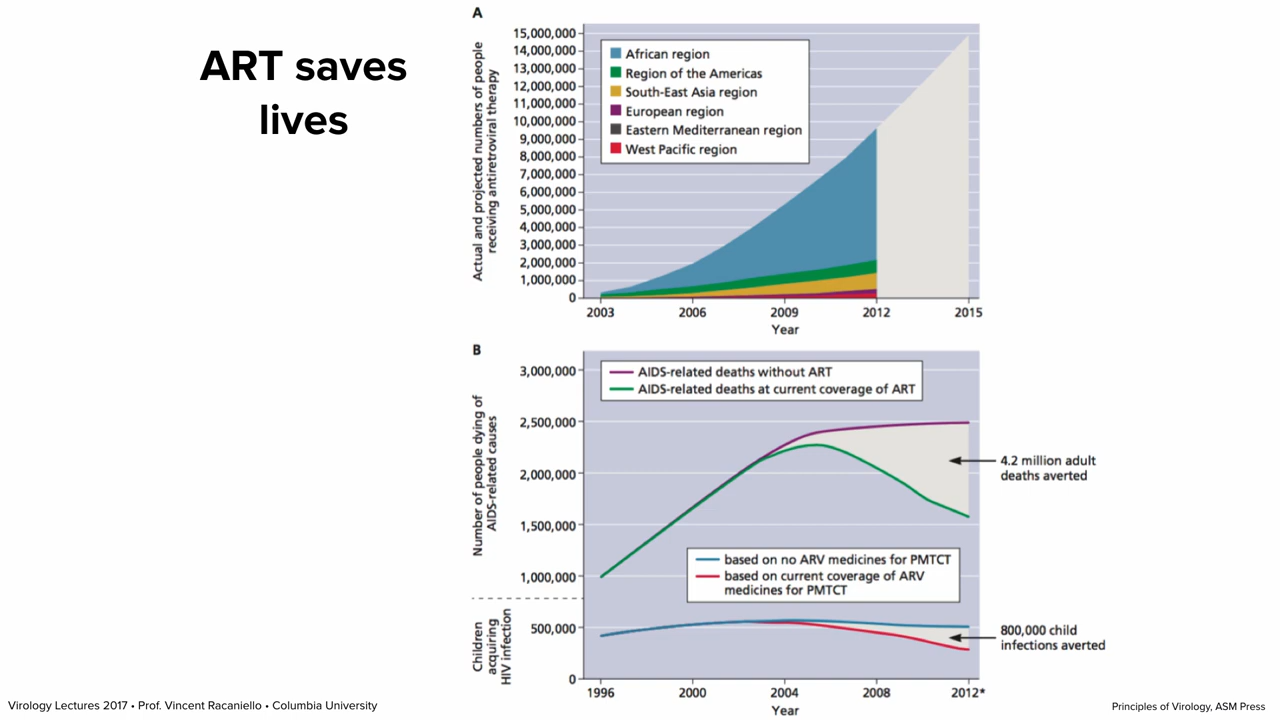 ART saves
lives
A
Actual and projected numbers of people
receiving antiretroviral therapy
15,000,000
14,000,000
13,000,000
12,000,000
11,000,000
10,000,000
9,000,000
8,000,000
7,000,000
6,000,000
5,000,000
4,000,000
3,000,000
2,000,000
1,000,000
0
African region
Region of the Americas
South-East Asia region
European region
Eastern Mediterranean region
West Pacific region
2003 2006 2009 2012 2015
Year
B
Number of people dying of
AIDS-related causes
3,000,000
2,500,000
2,000,000
1,500,000
1,000,000
AIDS-related deaths without ART
AIDS-related deaths at current coverage of ART
4.2 million adult
deaths averted
based on no ARV medicines for PMTCT
based on current coverage of ARV
medicines for PMTCT
Children
acquiring
HIV infection
500,000
0
800,000 child
infections averted
1996 2000 2004 2008 2012*
Year
Virology Lectures 2017 • Prof. Vincent Racaniello • Columbia University
Principles of Virology, ASM Press